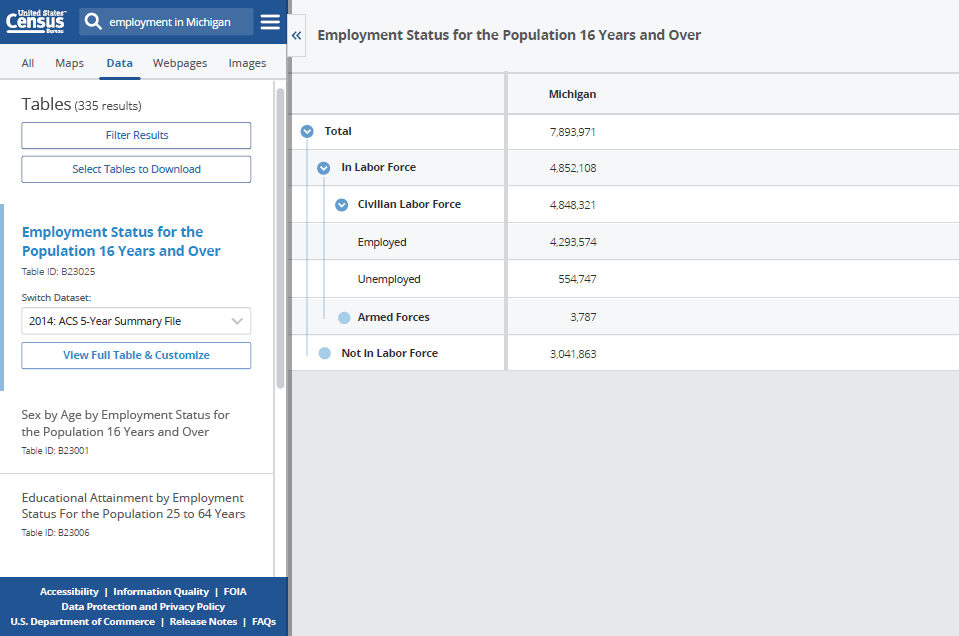 United States®
Census
Bureau
employment in Michigan
All Maps Data Webpages Images
Tables (335 results)
Filter Results
Select Tables to Download
Employment Status for the
Population 16 Years and Over
Table ID: B23025
Switch Dataset:
2014: ACS 5-Year Summary File
View Full Table & Customize
Sex by Age by Employment Status for
the Population 16 Years and Over
Table ID: B23001
Educational Attainment by Employment
Status For the Population 25 to 64 Years
Table ID: B23006
Accessibility | Information Quality | FOIA
Data Protection and Privacy Policy
U.S. Department of Commerce | Release Notes | FAQs
«
Employment Status for the Population 16 Years and Over
Michigan
Total 7,893,971
In Labor Force 4,852,108
Civilian Labor Force 4,848,321
Employed 4,293,574
Unemployed 554,747
Armed Forces 3,787
Not In Labor Force 3,041,863